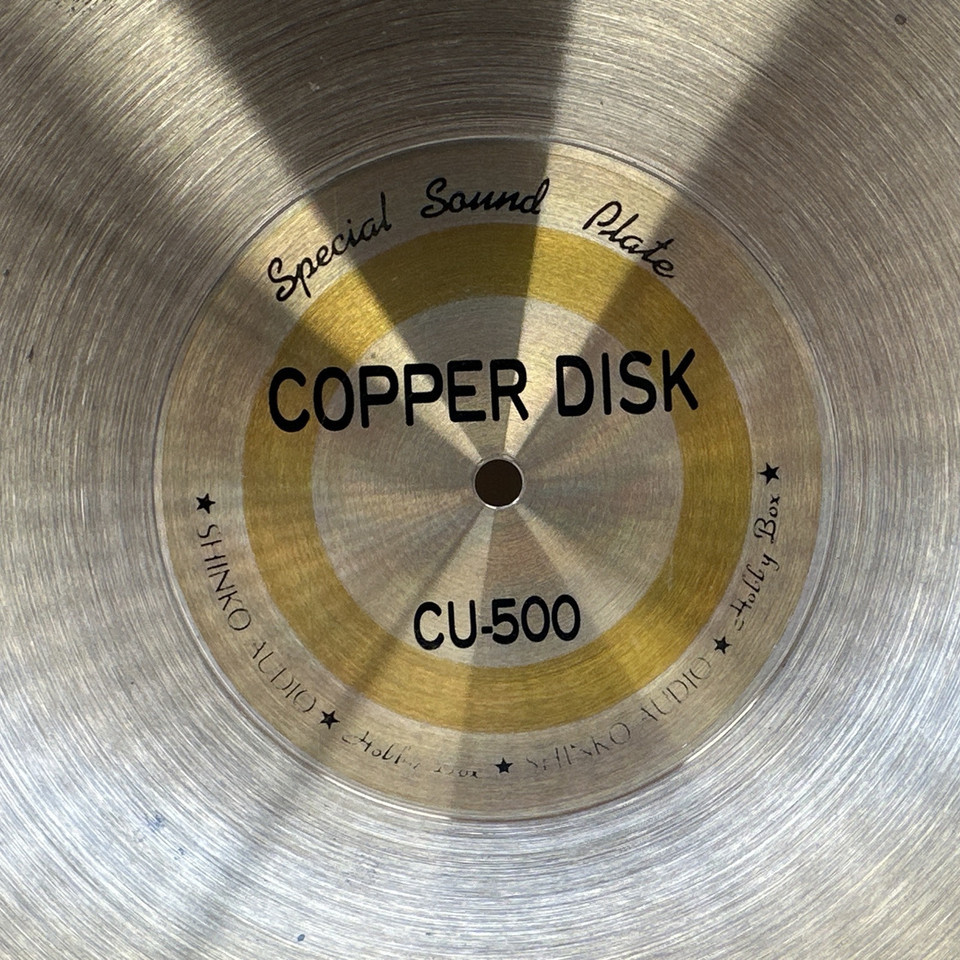 Special Sound Plate
COPPER DISK
CU-500
★ SHINKO AUDIO ★ Hobby Box ★ SHINKO AUDIO ★ Hobby Box ★